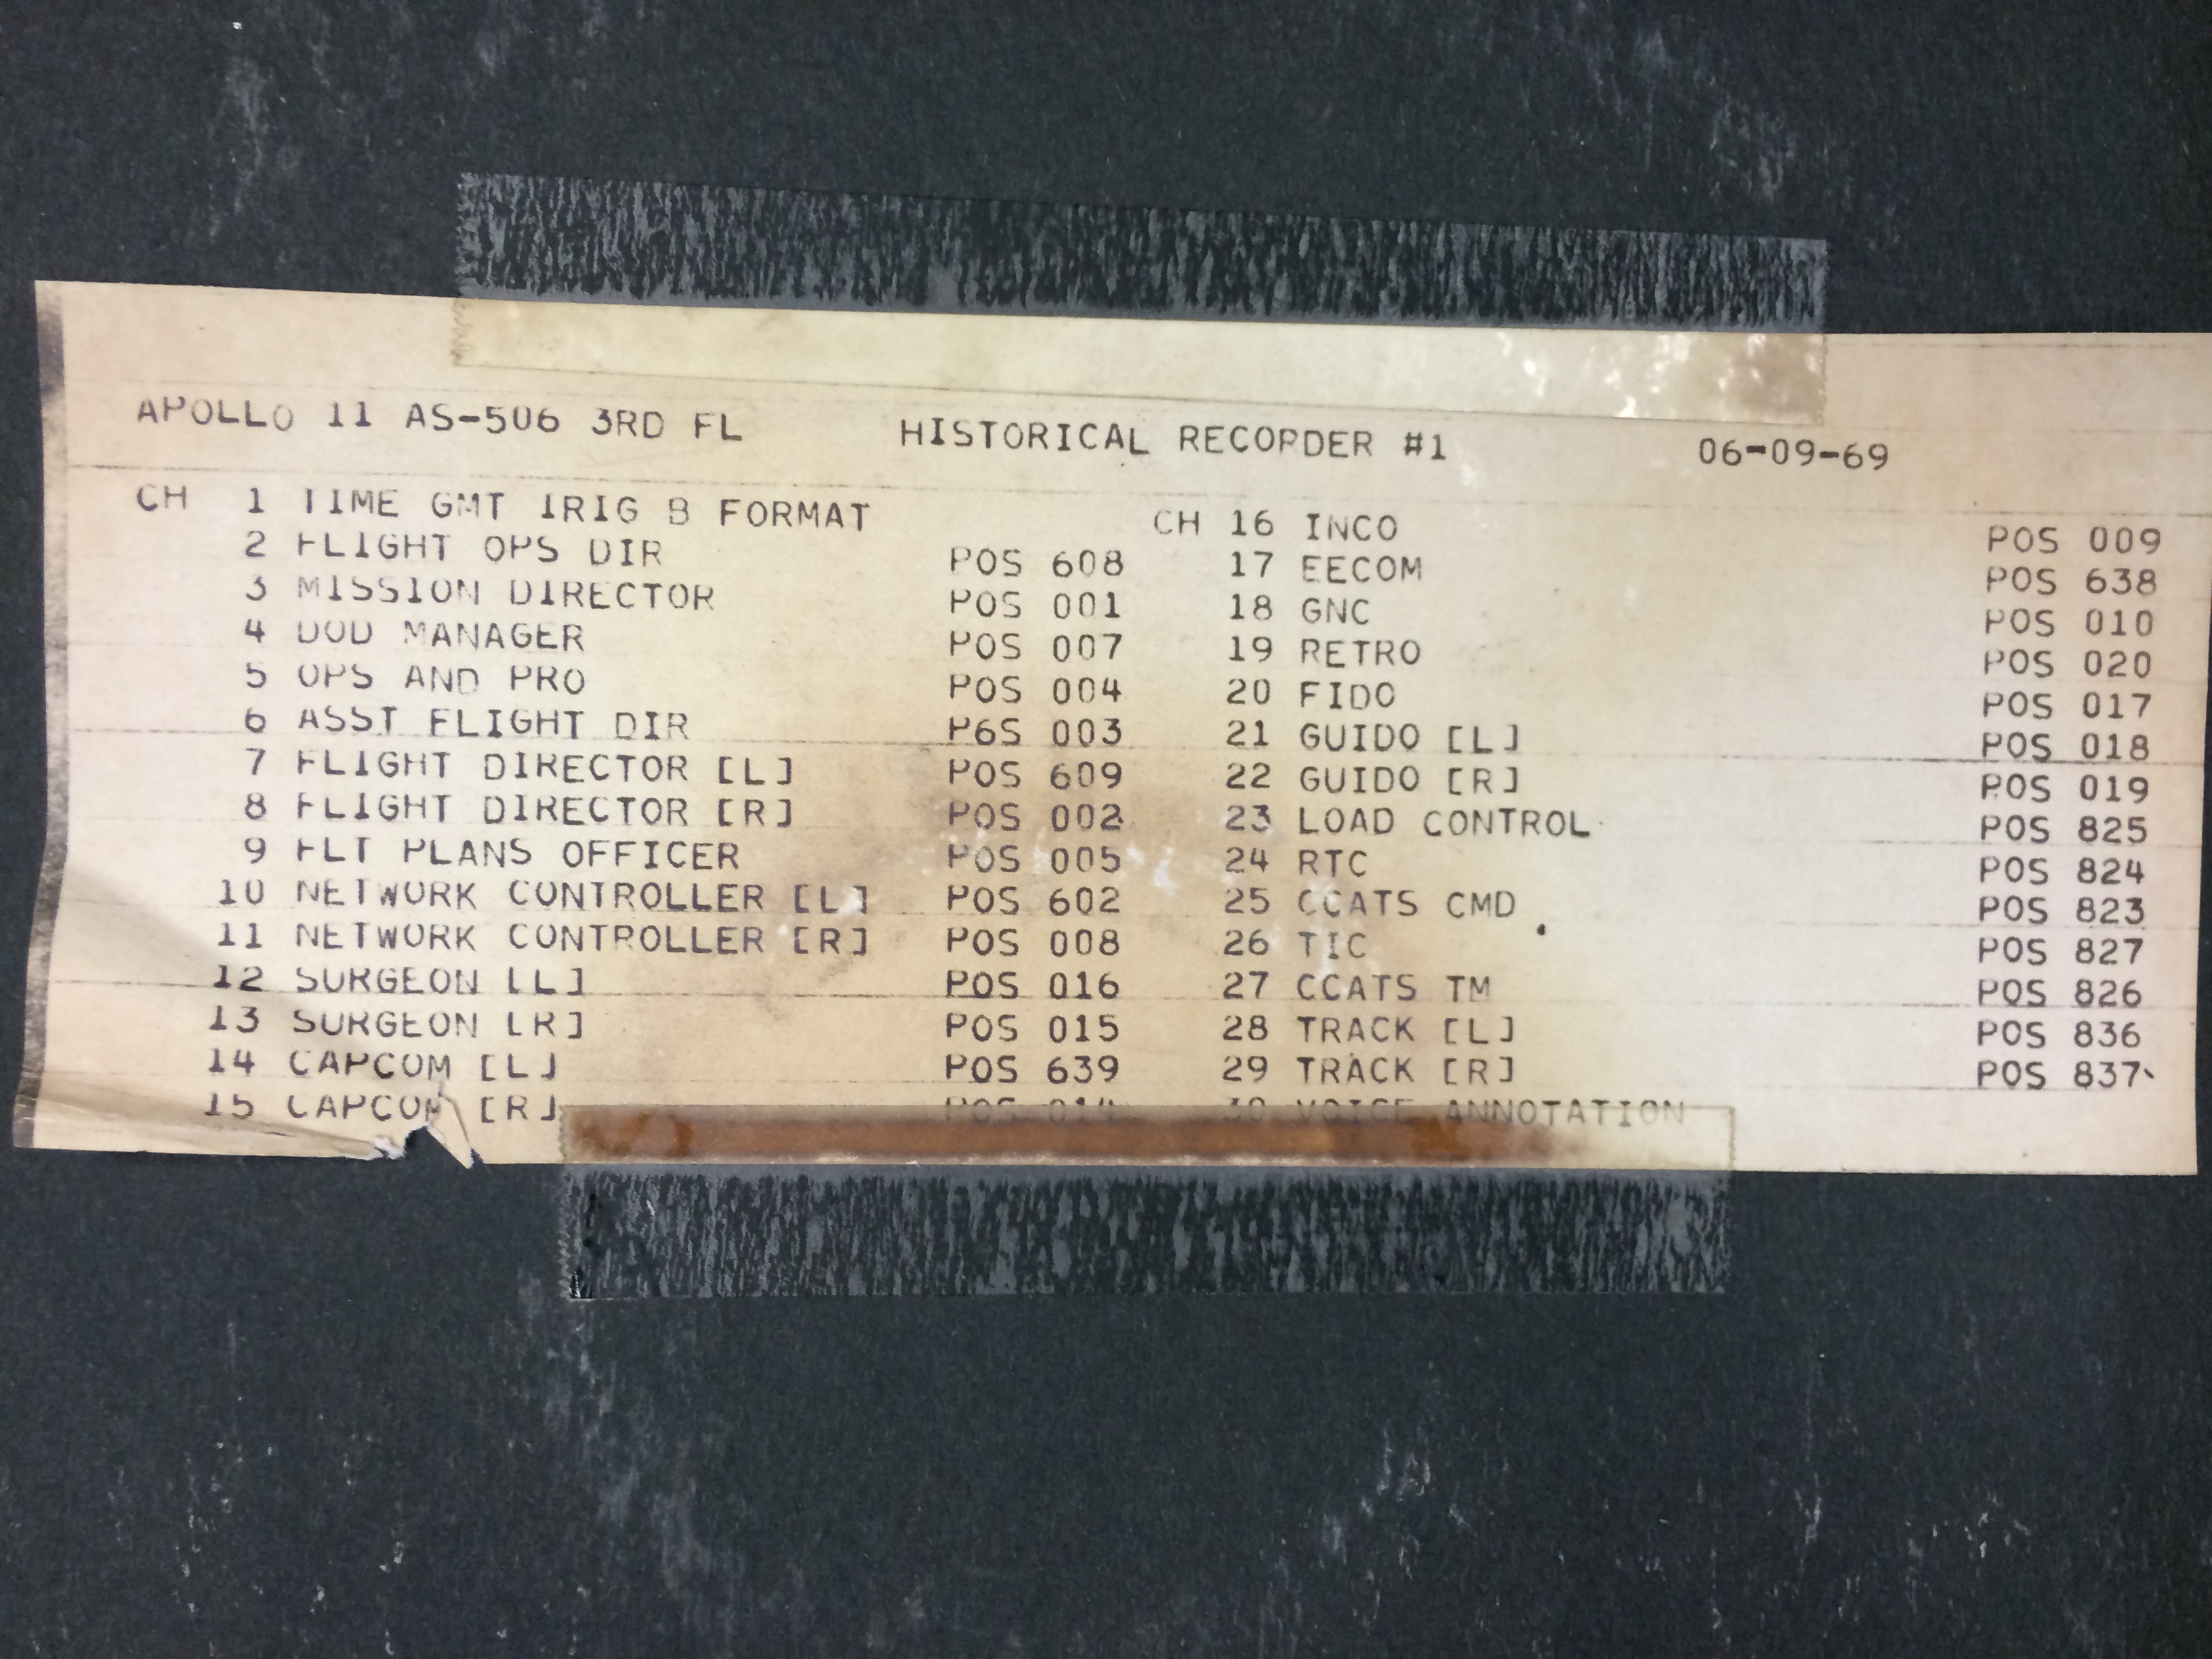 APOLLO 11 AS-506 3RD FL HISTORICAL RECORDER #1 06-09-69
CH 1 TIME GMT IRIG B FORMAT CH 16 INCO POS 009
2 FLIGHT OPS DIR POS 608 17 EECOM POS 638
3 MISSION DIRECTOR POS 001 18 GNC POS 010
4 DOD MANAGER POS 007 19 RETRO POS 020
5 OPS AND PRO POS 004 20 FIDO POS 017
6 ASST FLIGHT DIR P6S 003 21 GUIDO [L] POS 018
7 FLIGHT DIRECTOR [L] POS 609 22 GUIDO [R] POS 019
8 FLIGHT DIRECTOR [R] POS 002 23 LOAD CONTROL POS 825
9 FLT PLANS OFFICER POS 005 24 RTC POS 824
10 NETWORK CONTROLLER [L] POS 602 25 CCATS CMD POS 823
11 NETWORK CONTROLLER [R] POS 008 26 TIC POS 827
12 SURGEON [L] POS 016 27 CCATS TM POS 826
13 SURGEON [R] POS 015 28 TRACK [L] POS 836
14 CAPCOM [L] POS 639 29 TRACK [R] POS 837
15 CAPCOM [R] POS 014 30 VOICE ANNOTATION